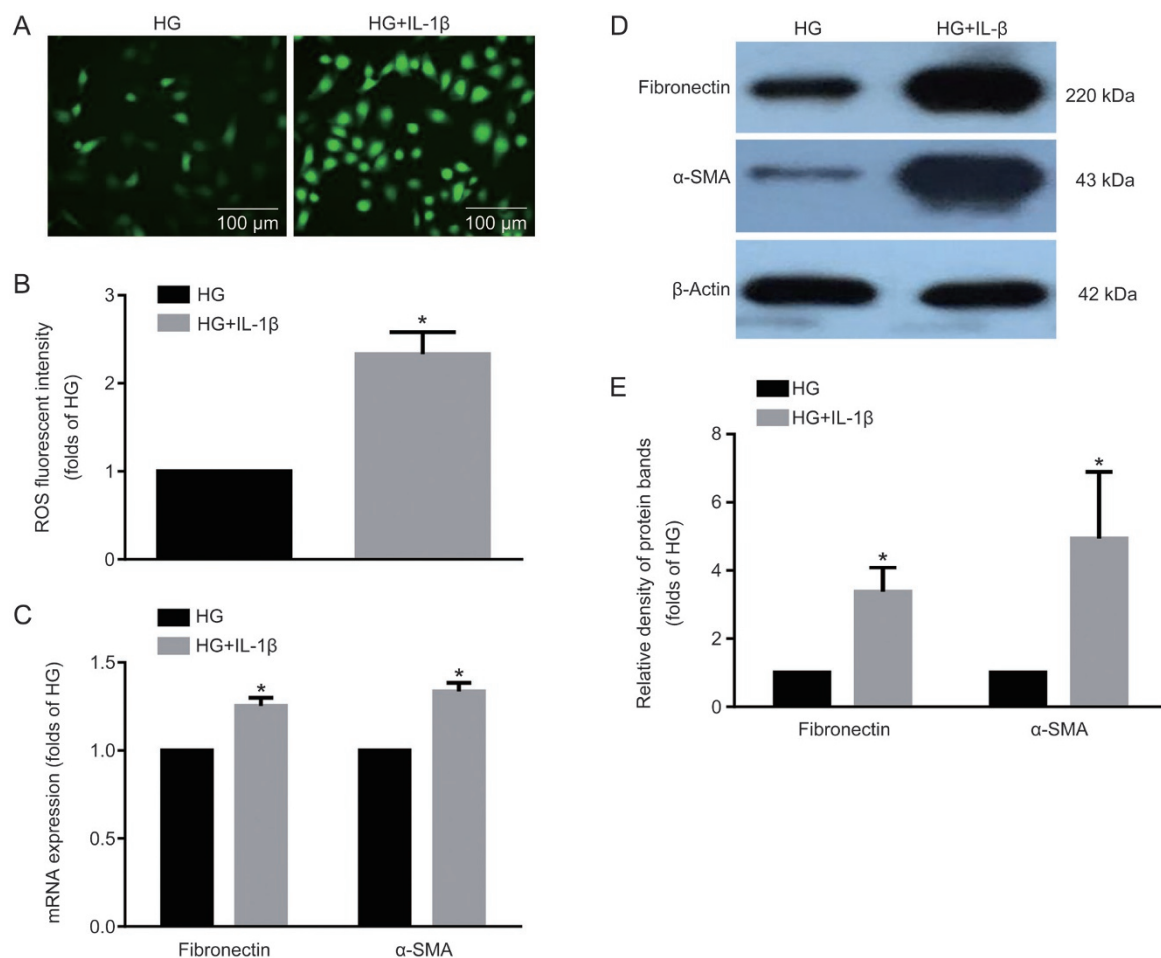 A
HG
HG+IL-1β
100 µm
100 µm
B
HG
HG+IL-1β
ROS fluorescent intensity
(folds of HG)
3
2
1
0
*
C
HG
HG+IL-1β
mRNA expression (folds of HG)
1.5
1.0
0.5
0.0
*
*
Fibronectin
α-SMA
D
HG
HG+IL-β
Fibronectin
220 kDa
α-SMA
43 kDa
β-Actin
42 kDa
E
HG
HG+IL-1β
Relative density of protein bands
(folds of HG)
8
6
4
2
0
*
*
Fibronectin
α-SMA